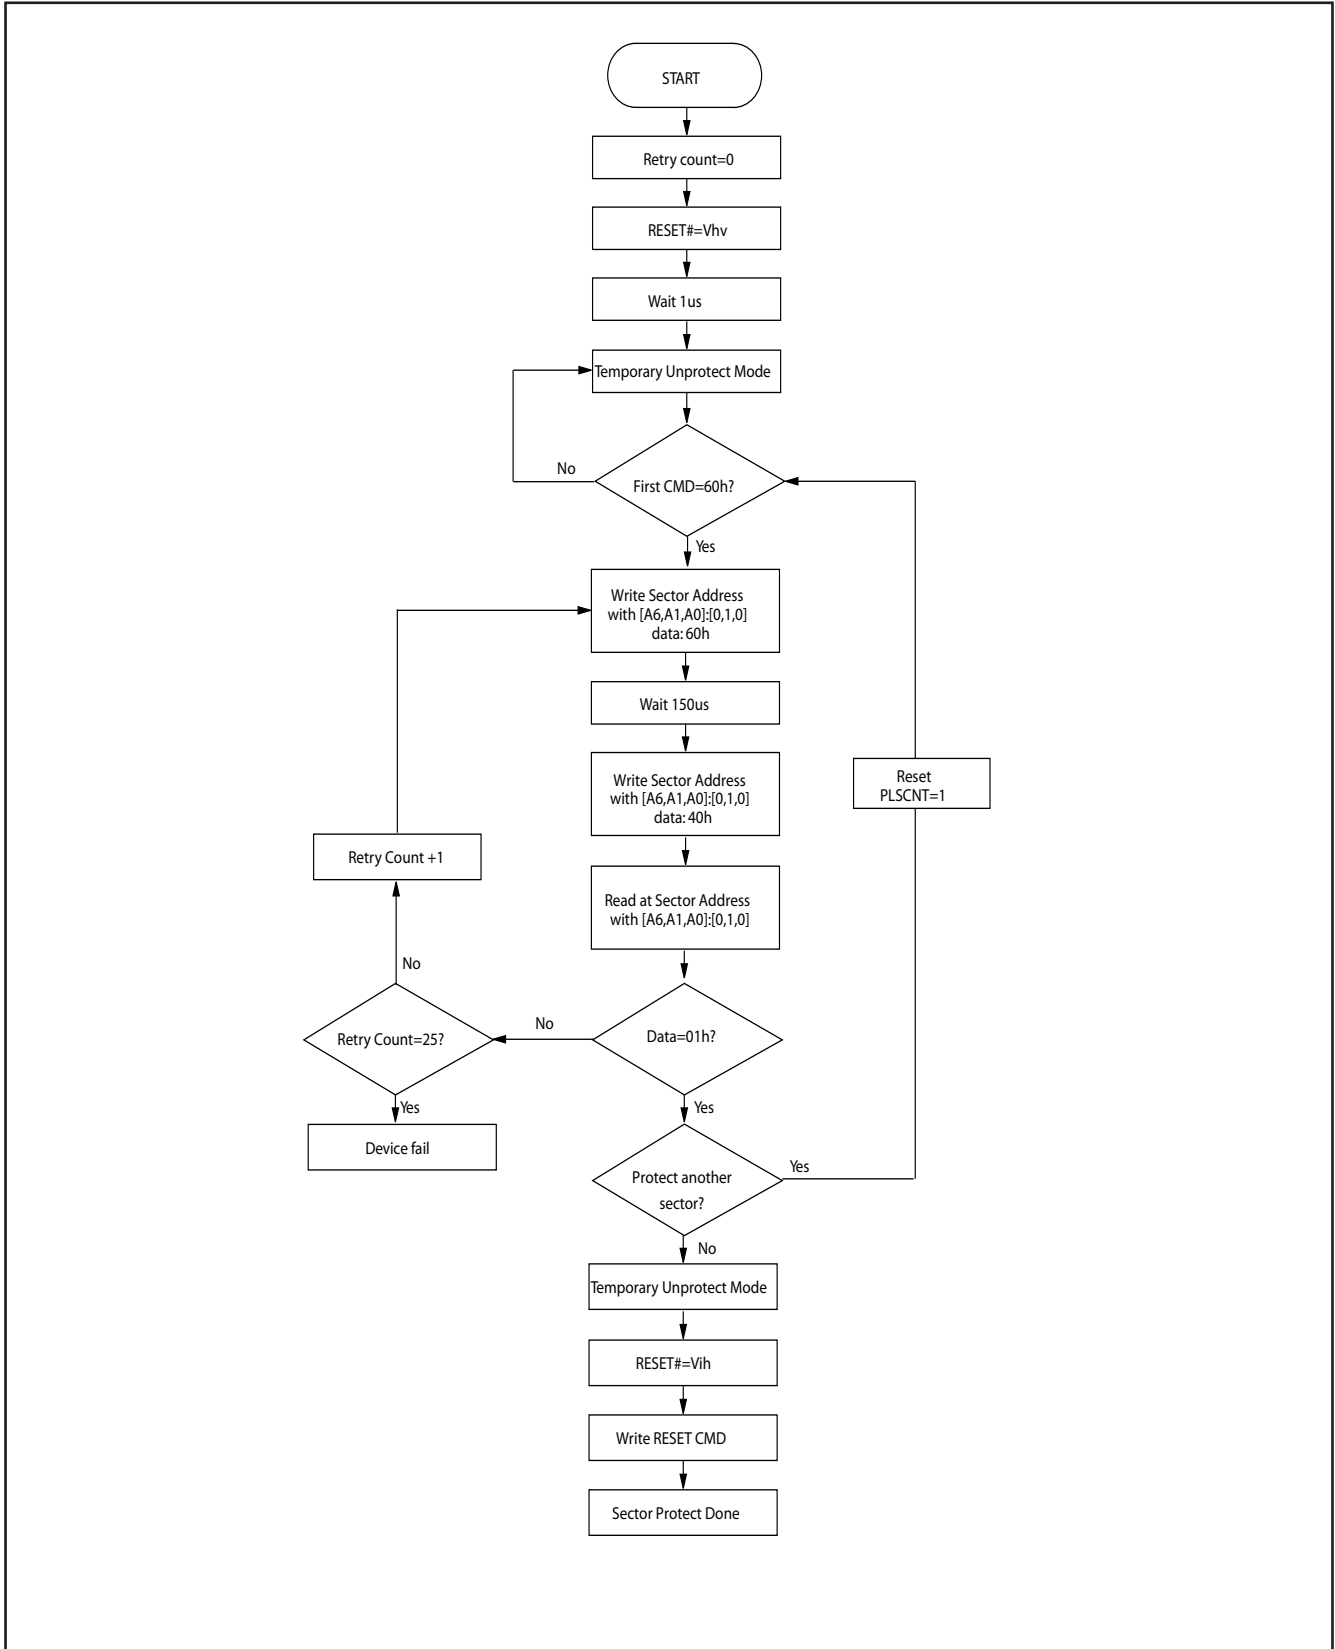 START
Retry count=0
RESET#=Vhv
Wait 1us
Temporary Unprotect Mode
No
First CMD=60h?
Yes
Write Sector Address
with [A6,A1,A0]:[0,1,0]
data: 60h
Wait 150us
Write Sector Address
with [A6,A1,A0]:[0,1,0]
data: 40h
Reset
PLSCNT=1
Retry Count +1
Read at Sector Address
with [A6,A1,A0]:[0,1,0]
No
Retry Count=25?
No
Data=01h?
Yes
Yes
Device fail
Protect another
sector?
Yes
No
Temporary Unprotect Mode
RESET#=Vih
Write RESET CMD
Sector Protect Done